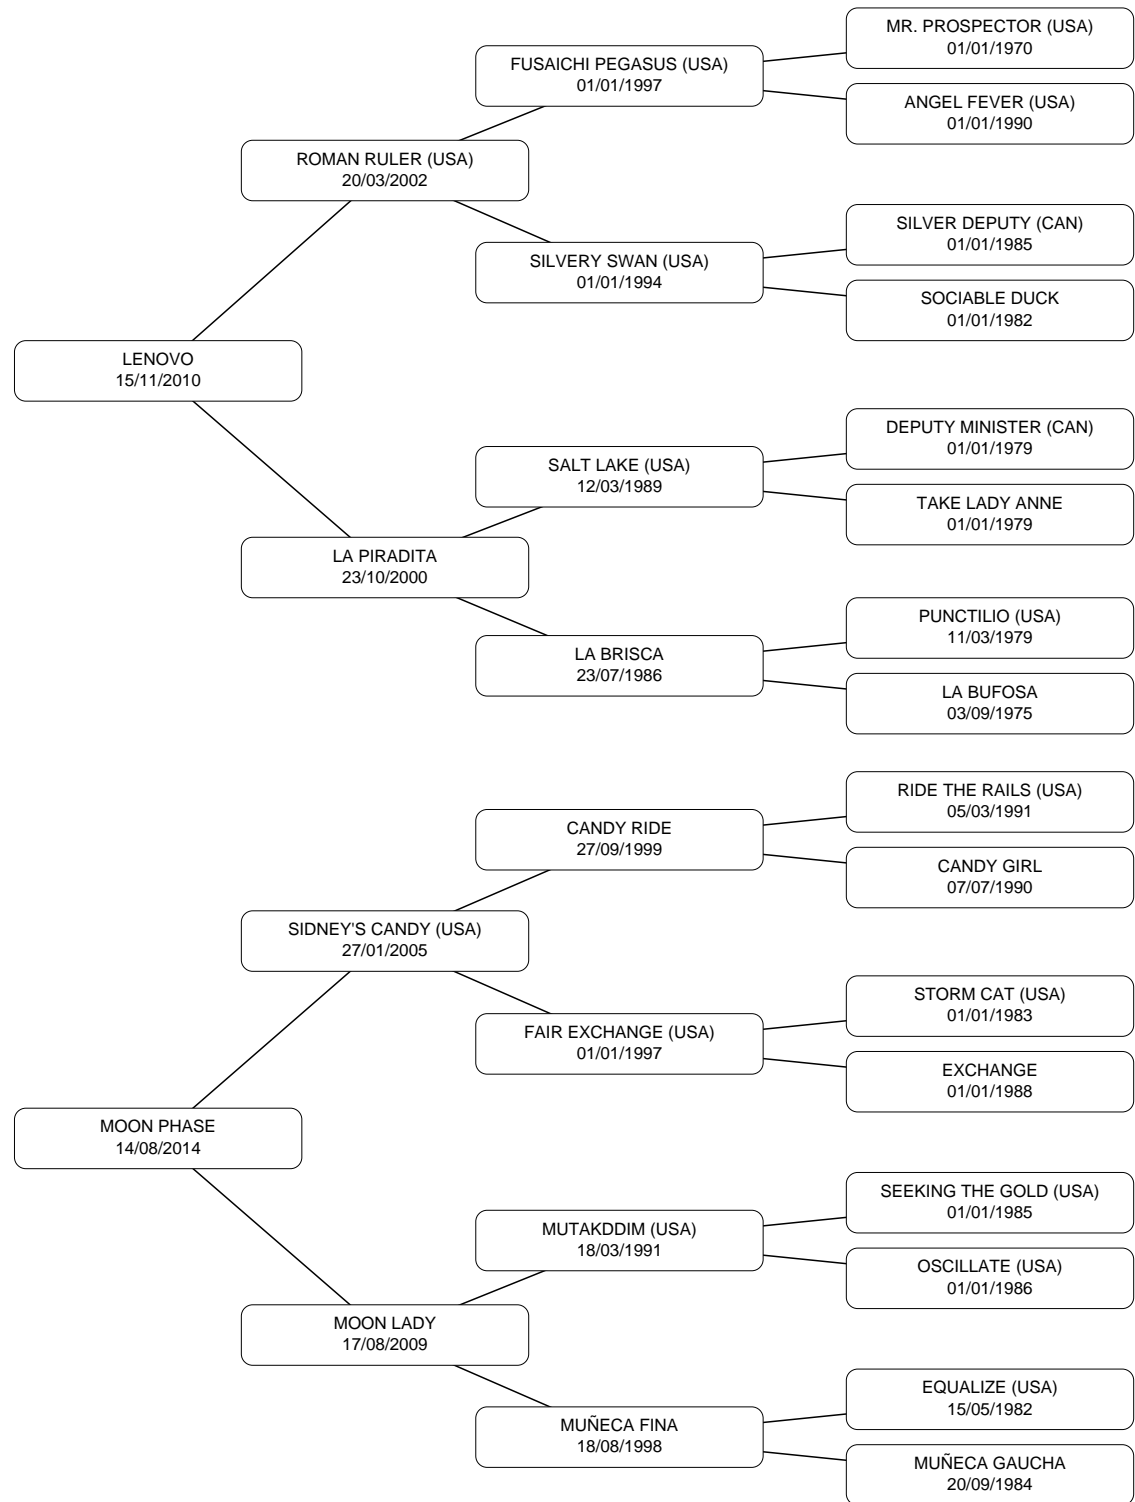 MR. PROSPECTOR (USA)
01/01/1970
FUSAICHI PEGASUS (USA)
01/01/1997
ANGEL FEVER (USA)
01/01/1990
ROMAN RULER (USA)
20/03/2002
SILVER DEPUTY (CAN)
01/01/1985
SILVERY SWAN (USA)
01/01/1994
SOCIABLE DUCK
01/01/1982
LENOVO
15/11/2010
DEPUTY MINISTER (CAN)
01/01/1979
SALT LAKE (USA)
12/03/1989
TAKE LADY ANNE
01/01/1979
LA PIRADITA
23/10/2000
PUNCTILIO (USA)
11/03/1979
LA BRISCA
23/07/1986
LA BUFOSA
03/09/1975
RIDE THE RAILS (USA)
05/03/1991
CANDY RIDE
27/09/1999
CANDY GIRL
07/07/1990
SIDNEY'S CANDY (USA)
27/01/2005
STORM CAT (USA)
01/01/1983
FAIR EXCHANGE (USA)
01/01/1997
EXCHANGE
01/01/1988
MOON PHASE
14/08/2014
SEEKING THE GOLD (USA)
01/01/1985
MUTAKDDIM (USA)
18/03/1991
OSCILLATE (USA)
01/01/1986
MOON LADY
17/08/2009
EQUALIZE (USA)
15/05/1982
MUÑECA FINA
18/08/1998
MUÑECA GAUCHA
20/09/1984